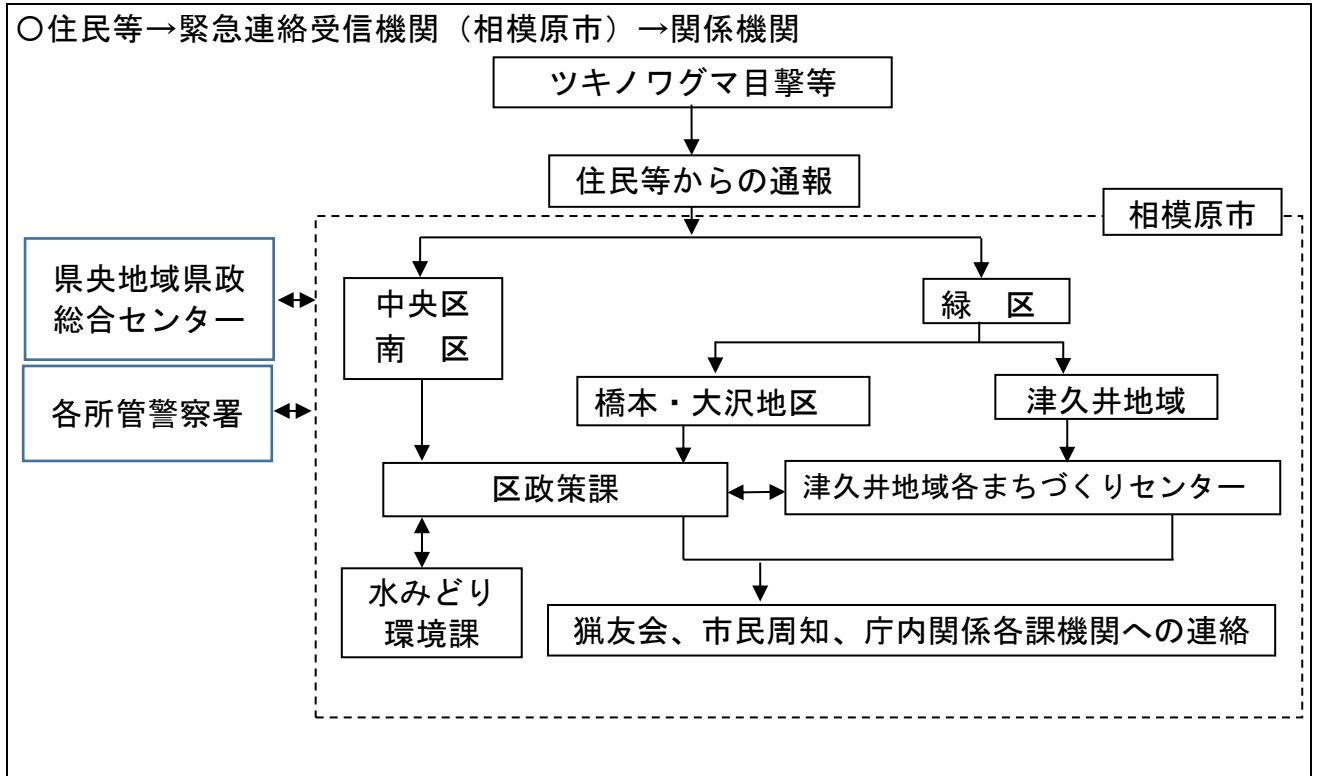 〇住民等→緊急連絡受信機関（相模原市）→関係機関
ツキノワグマ目撃等
住民等からの通報
相模原市
県央地域県政
総合センター
中央区
南　区
緑　区
各所管警察署
橋本・大沢地区
津久井地域
区政策課
津久井地域各まちづくりセンター
水みどり
環境課
猟友会、市民周知、庁内関係各課機関への連絡